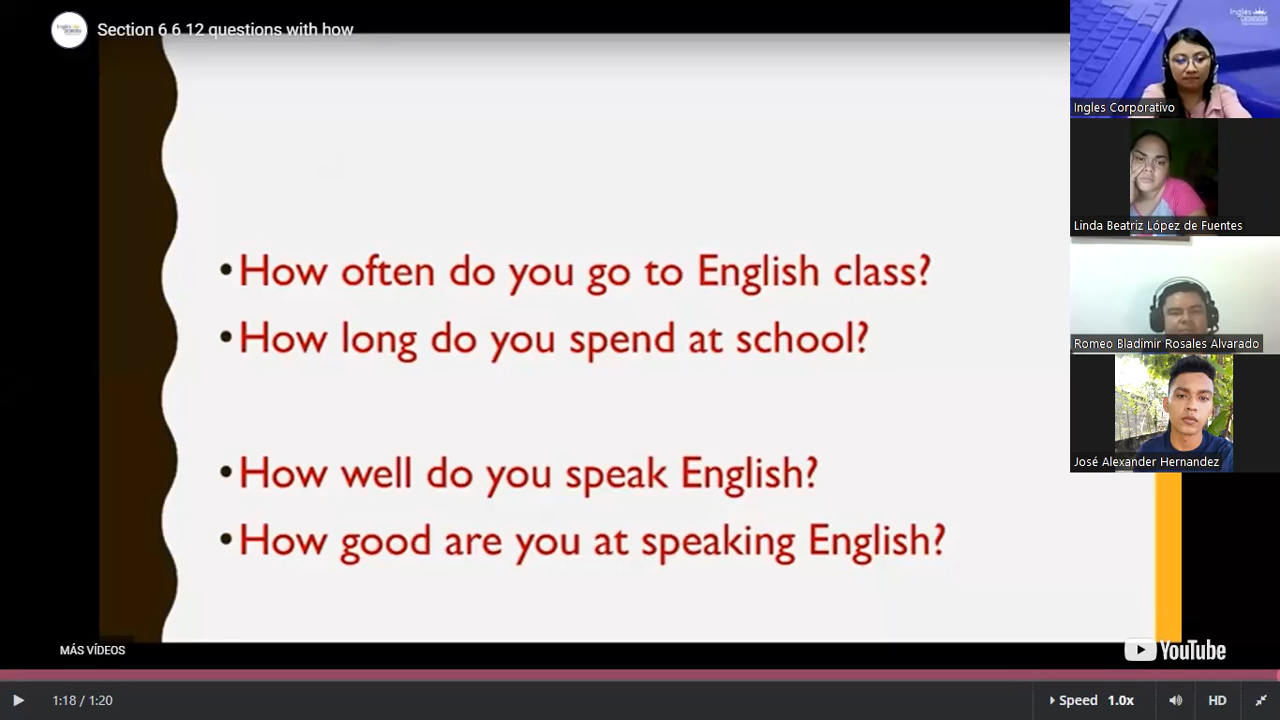 Section 6 6 12 questions with how
• How often do you go to English class?
• How long do you spend at school?
• How well do you speak English?
• How good are you at speaking English?
Ingles Corporativo
Linda Beatriz López de Fuentes
Romeo Bladimir Rosales Alvarado
José Alexander Hernandez
MÁS VÍDEOS
YouTube
1:18 / 1:20
Speed 1.0x
HD